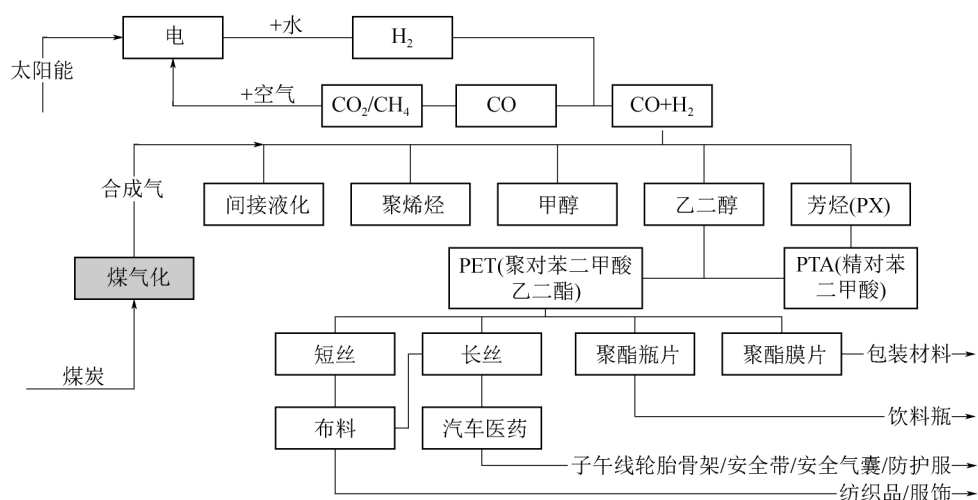 电
+水
H₂
太阳能
+空气
CO₂/CH₄
CO
CO+H₂
合成气
间接液化
聚烯烃
甲醇
乙二醇
芳烃(PX)
煤气化
PET(聚对苯二甲酸
乙二酯)
PTA(精对苯
二甲酸)
短丝
长丝
聚酯瓶片
聚酯膜片
包装材料
煤炭
布料
汽车医药
饮料瓶
子午线轮胎骨架/安全带/安全气囊/防护服
纺织品/服饰